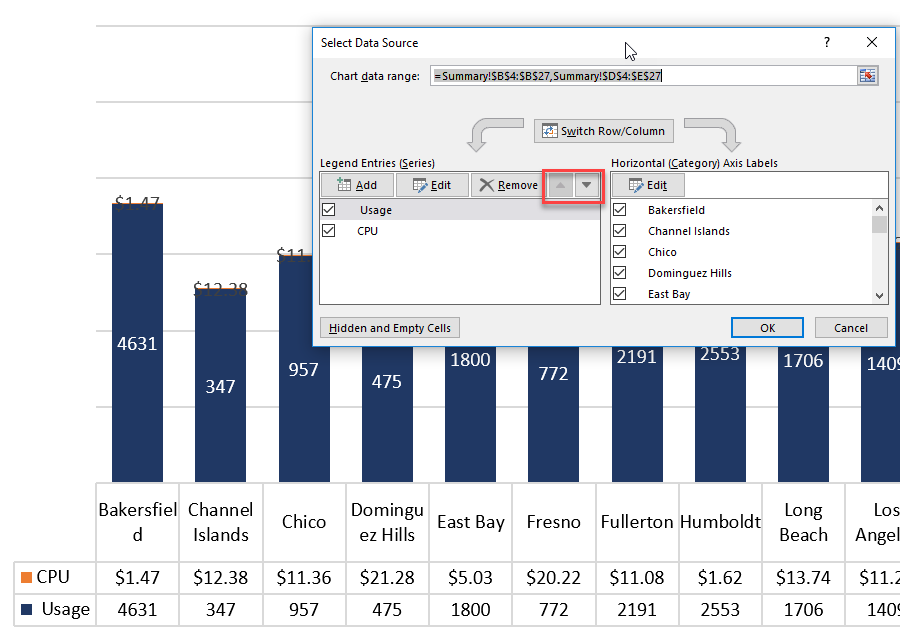 Select Data Source
?
Chart data range: =Summary!$B$4:$B$27,Summary!$D$4:$E$27
Switch Row/Column
Legend Entries (Series)
Add Edit Remove
Usage
CPU
Horizontal (Category) Axis Labels
Edit
Bakersfield
Channel Islands
Chico
Dominguez Hills
East Bay
Hidden and Empty Cells
OK Cancel
$1.47
$12.38
$11
4631 347 957 475 1800 772 2191 2553 1706 1409
Bakersfiel
d
Channel
Islands
Chico
Domingu
ez Hills
East Bay
Fresno
Fullerton
Humboldt
Long
Beach
Los
Angel
CPU $1.47 $12.38 $11.36 $21.28 $5.03 $20.22 $11.08 $1.62 $13.74 $11.2
Usage 4631 347 957 475 1800 772 2191 2553 1706 1409